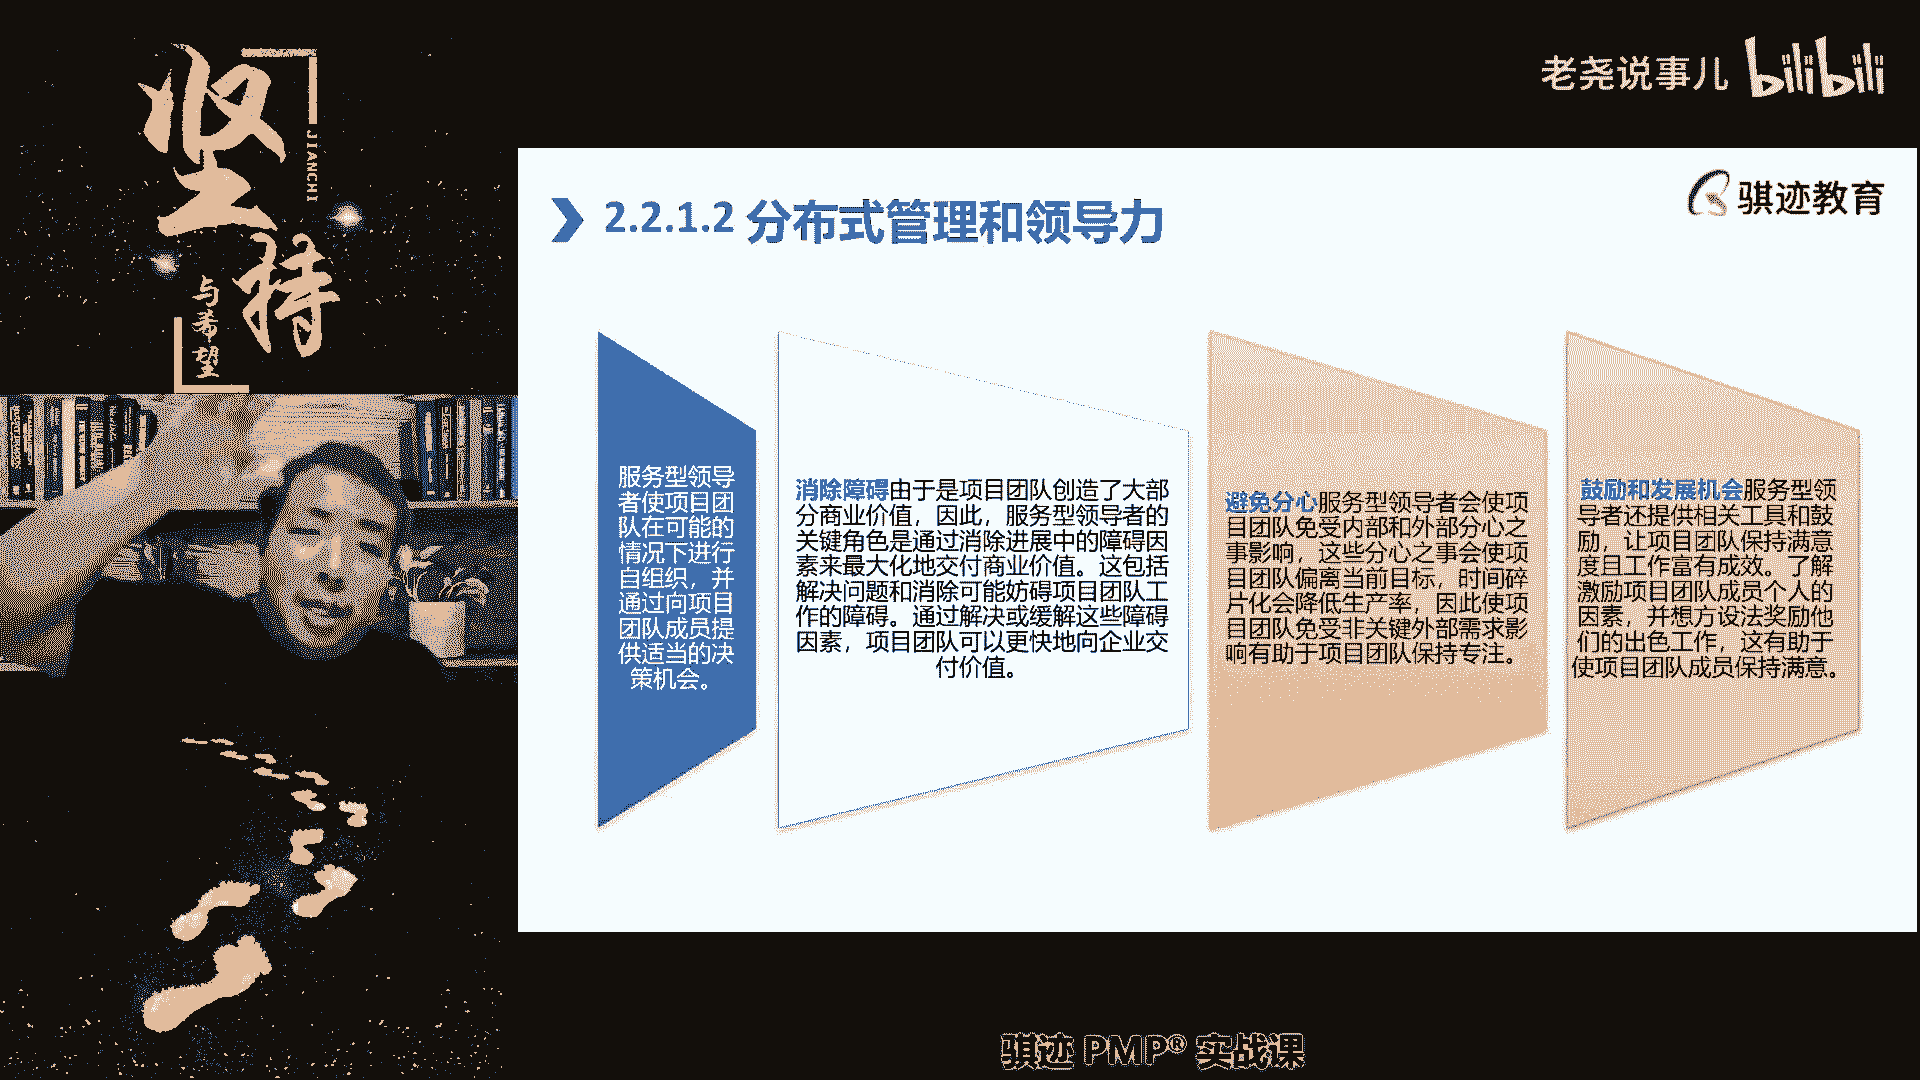 坚持
JIANCHI
与希望
老尧说事儿 bilibili
骐迹教育
2.2.1.2 分布式管理和领导力
服务型领导
者使项目团
队在可能的
情况下进行
自组织，并
通过向项目
团队成员提
供适当的决
策机会。
消除障碍由于是项目团队创造了大部
分商业价值，因此，服务型领导者的
关键角色是通过消除进展中的障碍因
素来最大化地交付商业价值。这包括
解决问题和消除可能妨碍项目团队工
作的障碍。通过解决或缓解这些障碍
因素，项目团队可以更快地向企业交
付价值。
避免分心服务型领导者会使项
目团队免受内部和外部分心之
事影响，这些分心之事会使项
目团队偏离当前目标，时间碎
片化会降低生产率，因此使项
目团队免受非关键外部需求影
响有助于项目团队保持专注。
鼓励和发展机会服务型领
导者还提供相关工具和鼓
励，让项目团队保持满意
度且工作富有成效。了解
激励项目团队成员个人的
因素，并想方设法奖励他
们的出色工作，这有助于
使项目团队成员保持满意。
骐迹 PMP® 实战课